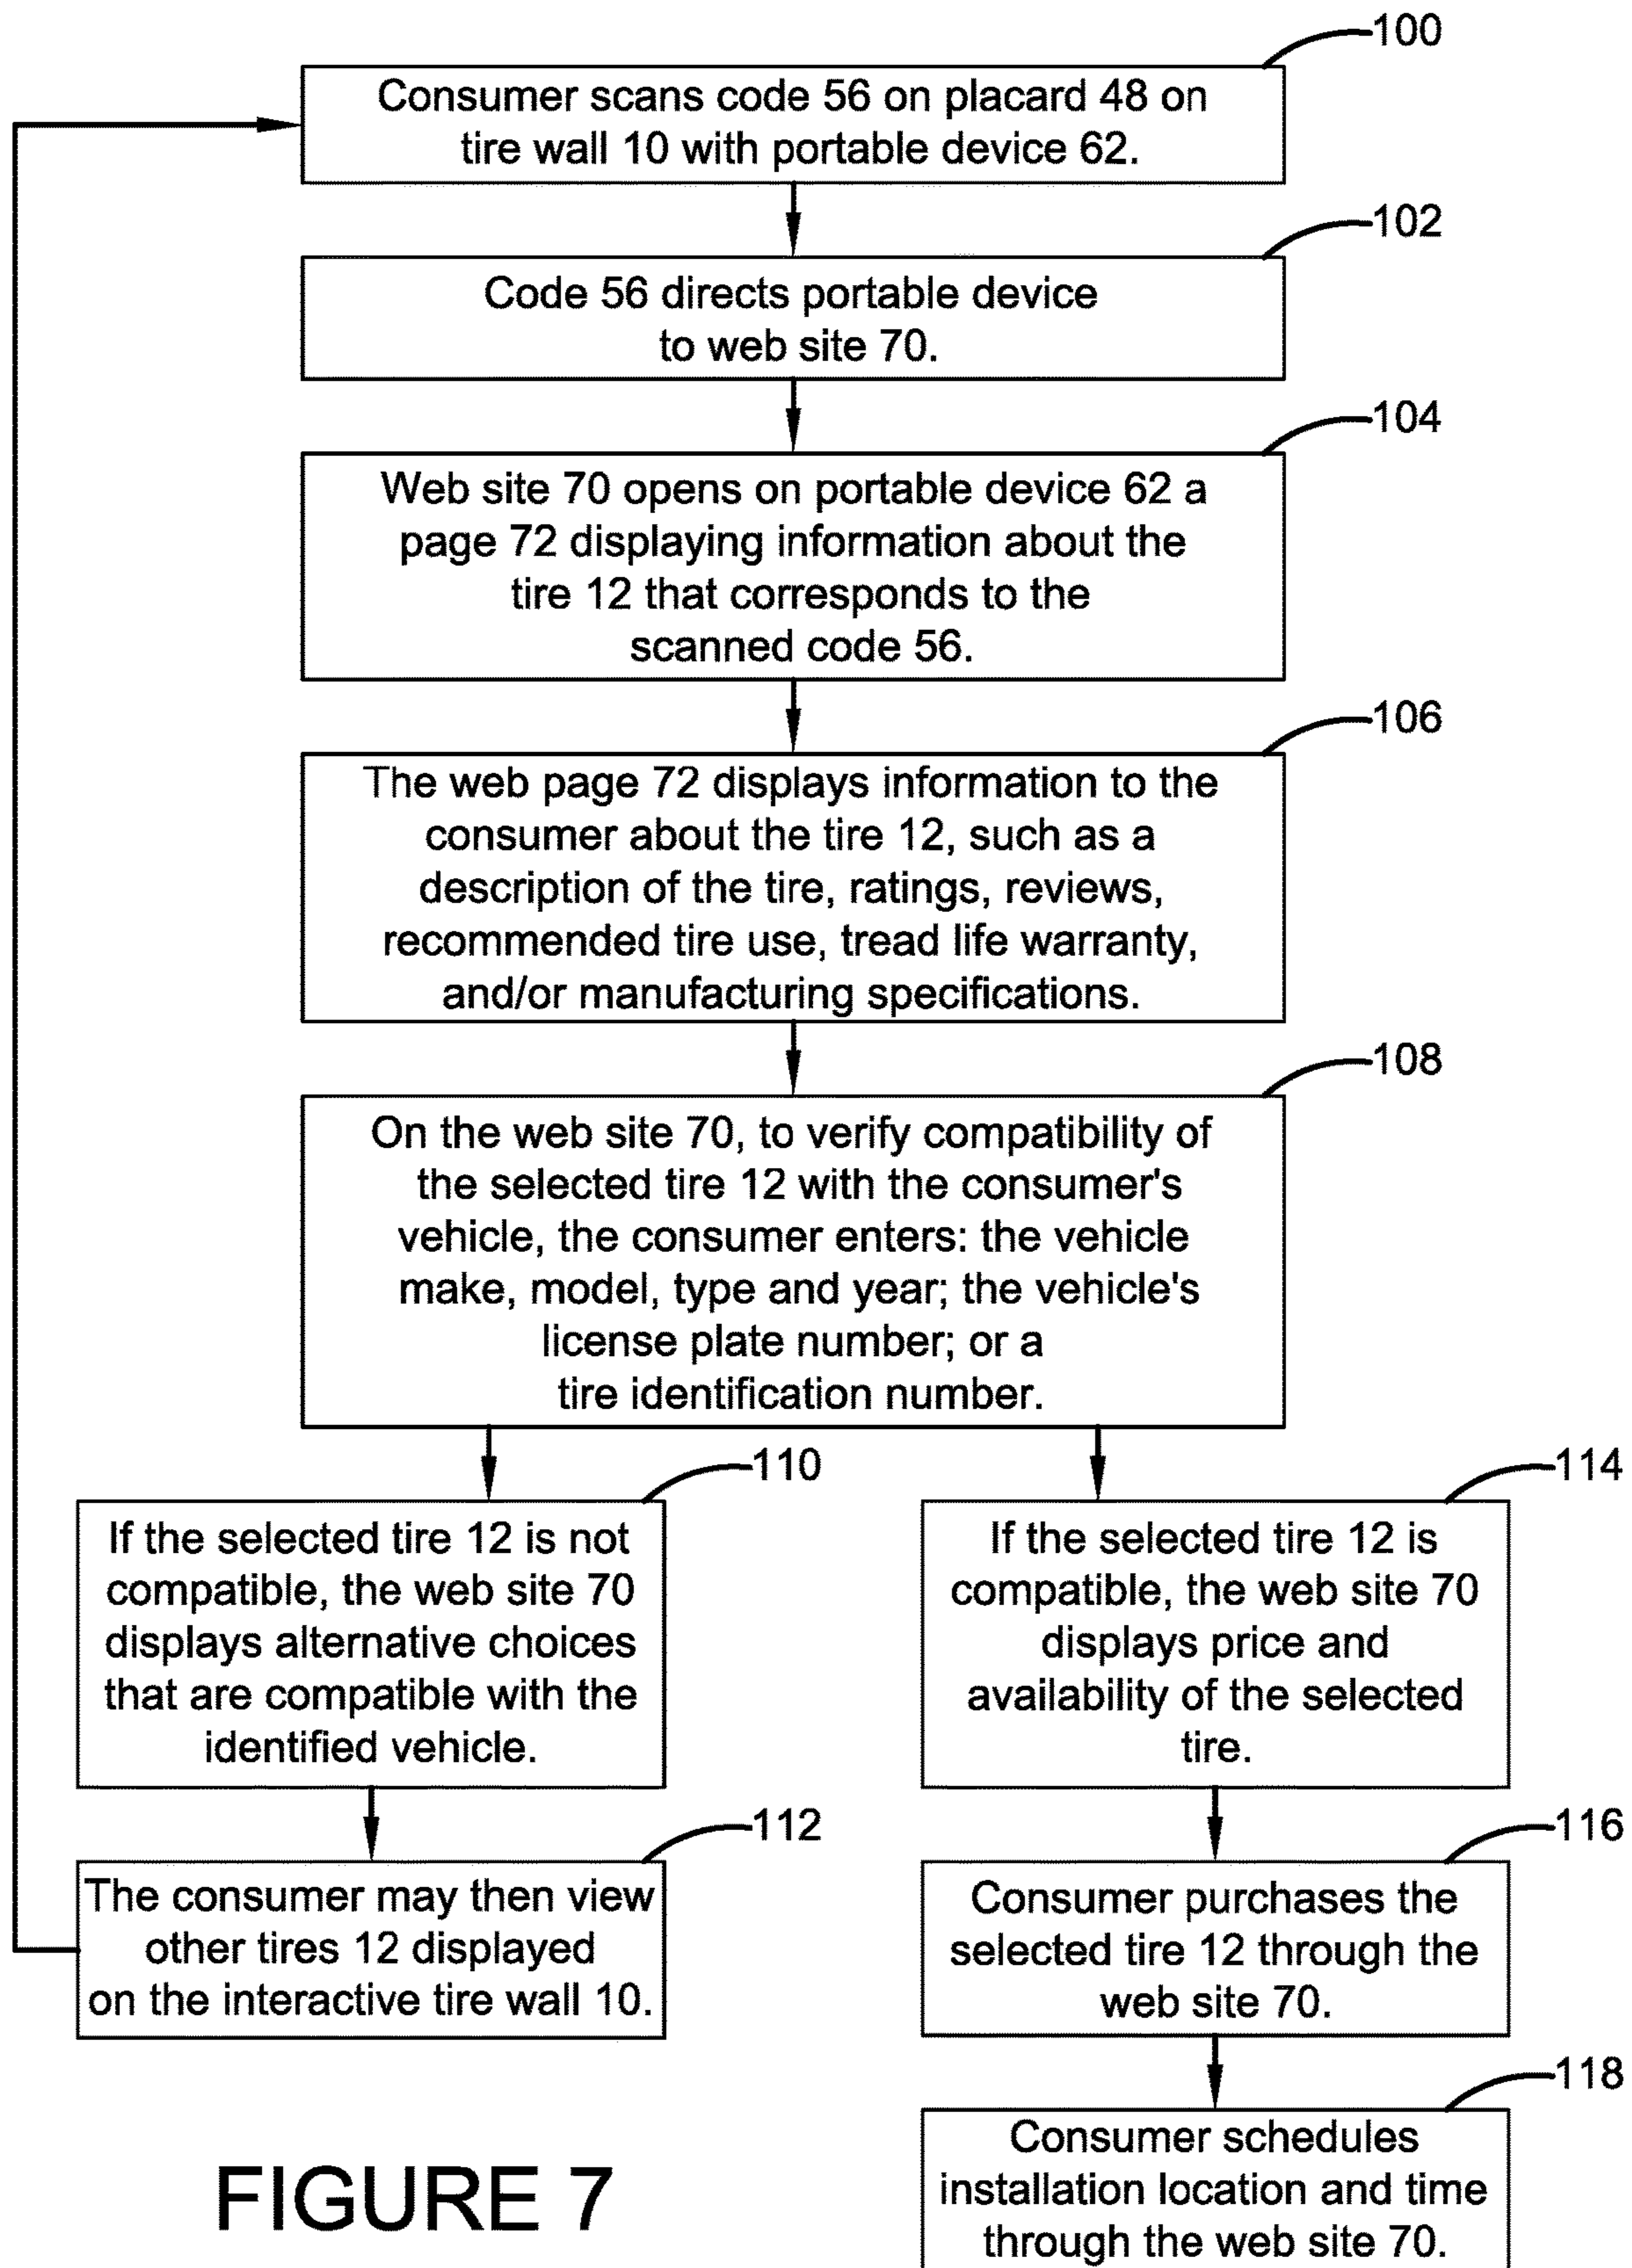 100
Consumer scans code 56 on placard 48 on
tire wall 10 with portable device 62.
102
Code 56 directs portable device
to web site 70.
104
Web site 70 opens on portable device 62 a
page 72 displaying information about the
tire 12 that corresponds to the
scanned code 56.
106
The web page 72 displays information to the
consumer about the tire 12, such as a
description of the tire, ratings, reviews,
recommended tire use, tread life warranty,
and/or manufacturing specifications.
108
On the web site 70, to verify compatibility of
the selected tire 12 with the consumer's
vehicle, the consumer enters: the vehicle
make, model, type and year; the vehicle's
license plate number; or a
tire identification number.
110
If the selected tire 12 is not
compatible, the web site 70
displays alternative choices
that are compatible with the
identified vehicle.
112
The consumer may then view
other tires 12 displayed
on the interactive tire wall 10.
114
If the selected tire 12 is
compatible, the web site 70
displays price and
availability of the selected
tire.
116
Consumer purchases the
selected tire 12 through the
web site 70.
118
Consumer schedules
installation location and time
through the web site 70.
FIGURE 7